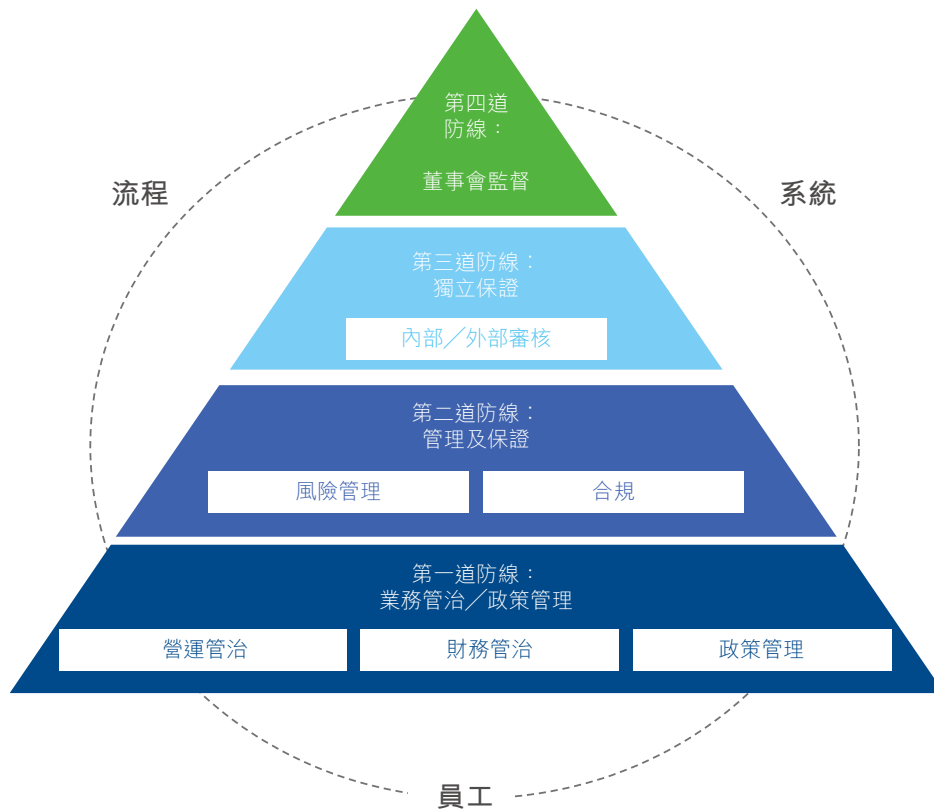 第四道
防線：
董事會監督
流程
系統
第三道防線：
獨立保證
內部／外部審核
第二道防線：
管理及保證
風險管理
合規
第一道防線：
業務管治／政策管理
營運管治
財務管治
政策管理
員工